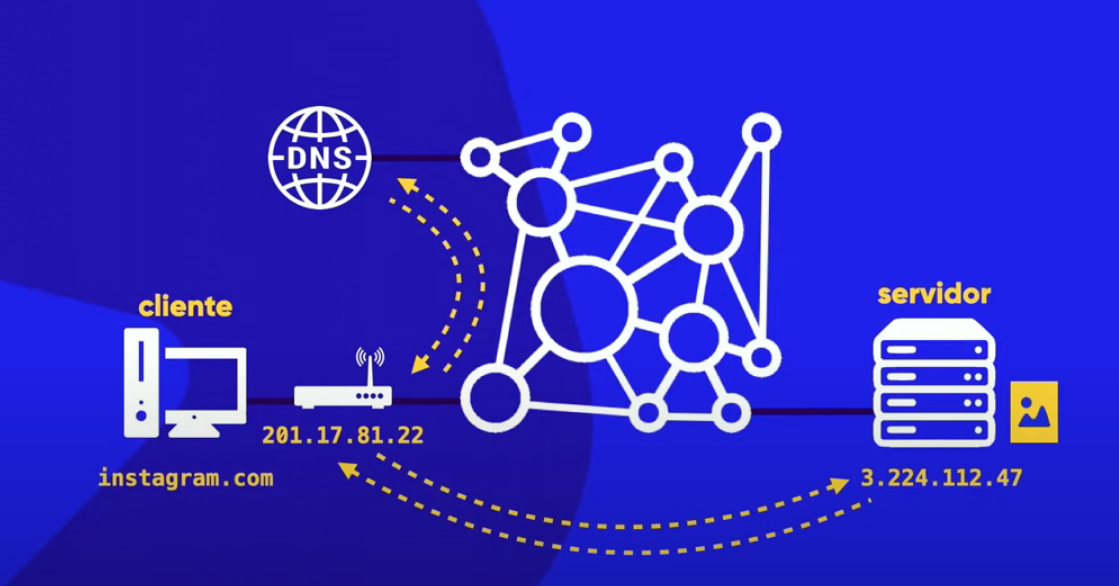 DNS
cliente
servidor
201.17.81.22
instagram.com
3.224.112.47